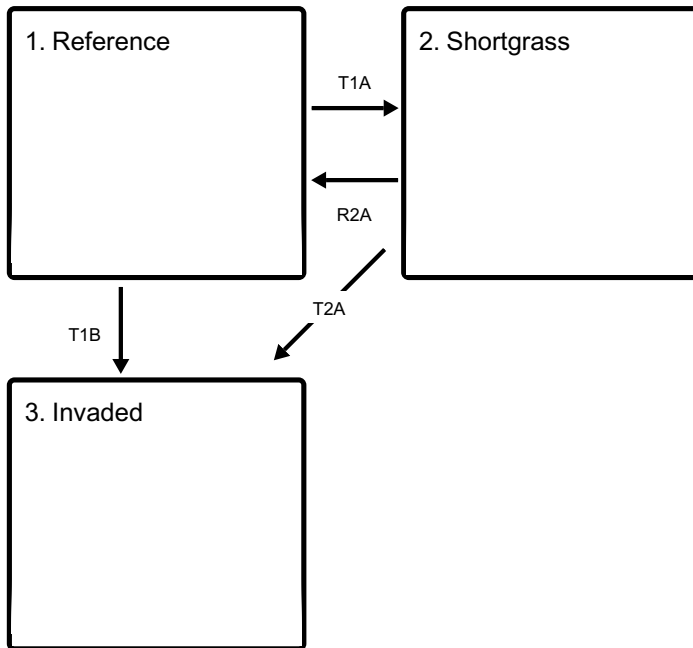 1. Reference
2. Shortgrass
T1A
R2A
T2A
T1B
3. Invaded